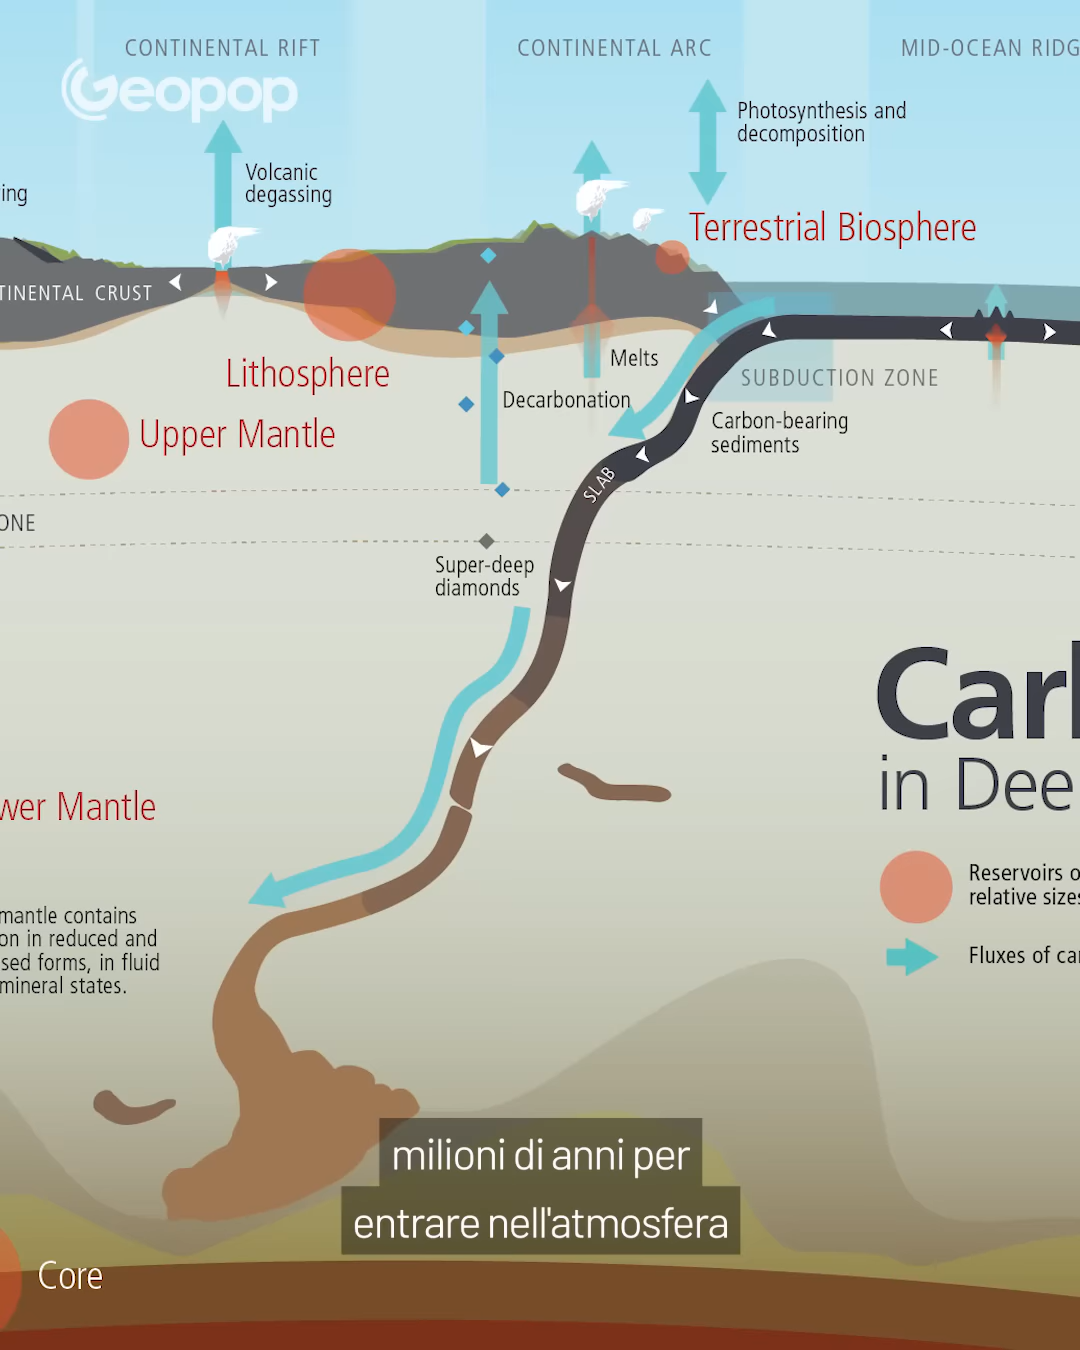 CONTINENTAL RIFT
CONTINENTAL ARC
MID-OCEAN RIDG
Geopop
Photosynthesis and
decomposition
Volcanic
degassing
ing
Terrestrial Biosphere
TINENTAL CRUST
Lithosphere
Melts
SUBDUCTION ZONE
Decarbonation
Carbon-bearing
sediments
Upper Mantle
SLAB
ONE
Super-deep
diamonds
Carb
in Dee
wer Mantle
Reservoirs o
relative sizes
mantle contains
on in reduced and
sed forms, in fluid
mineral states.
Fluxes of car
milioni di anni per
entrare nell'atmosfera
Core